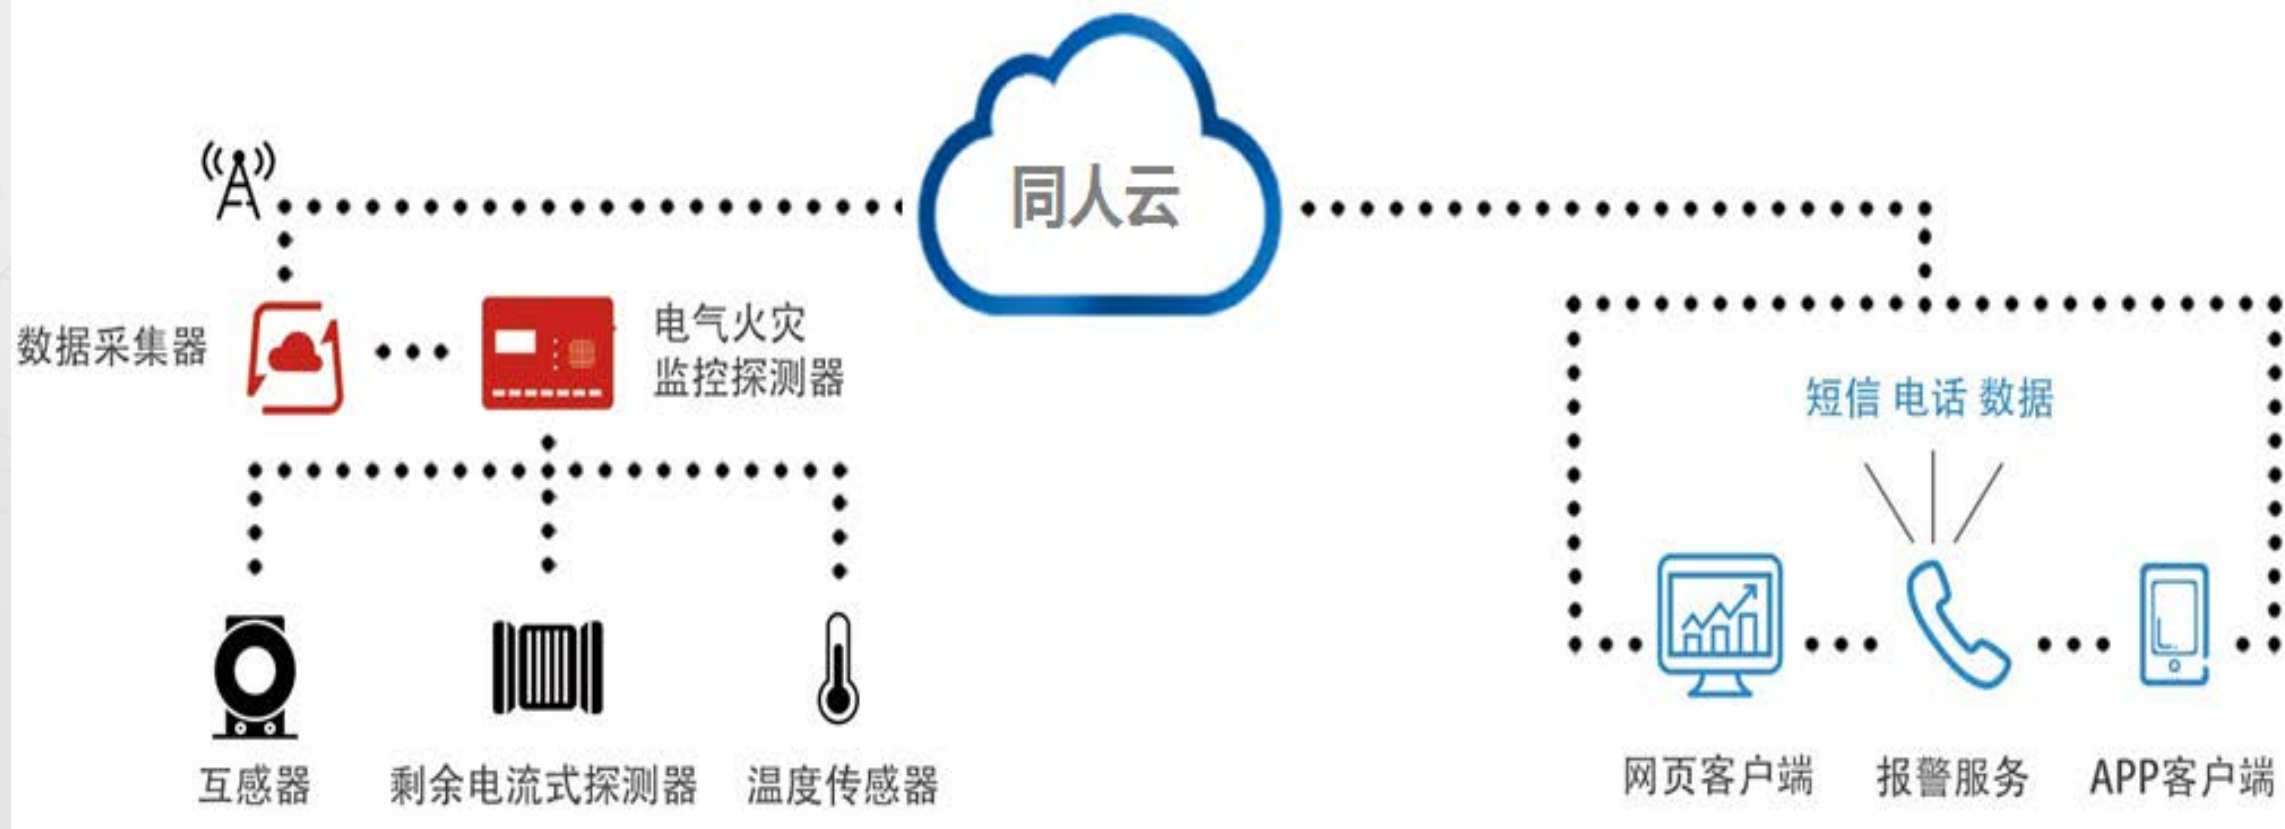 同人云
数据采集器
电气火灾
监控探测器
短信 电话 数据
互感器
剩余电流式探测器
温度传感器
网页客户端
报警服务
APP客户端